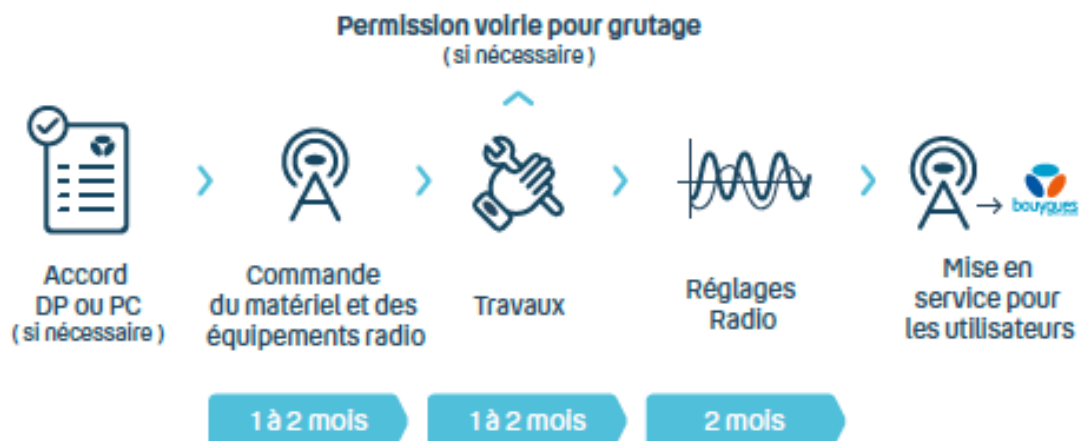 Permission voirie pour grutage
( si nécessaire )
Accord
DP ou PC
( si nécessaire )
Commande
du matériel et des
équipements radio
Travaux
Réglages
Radio
bouygues
Mise en
service pour
les utilisateurs
1 à 2 mois
1 à 2 mois
2 mois